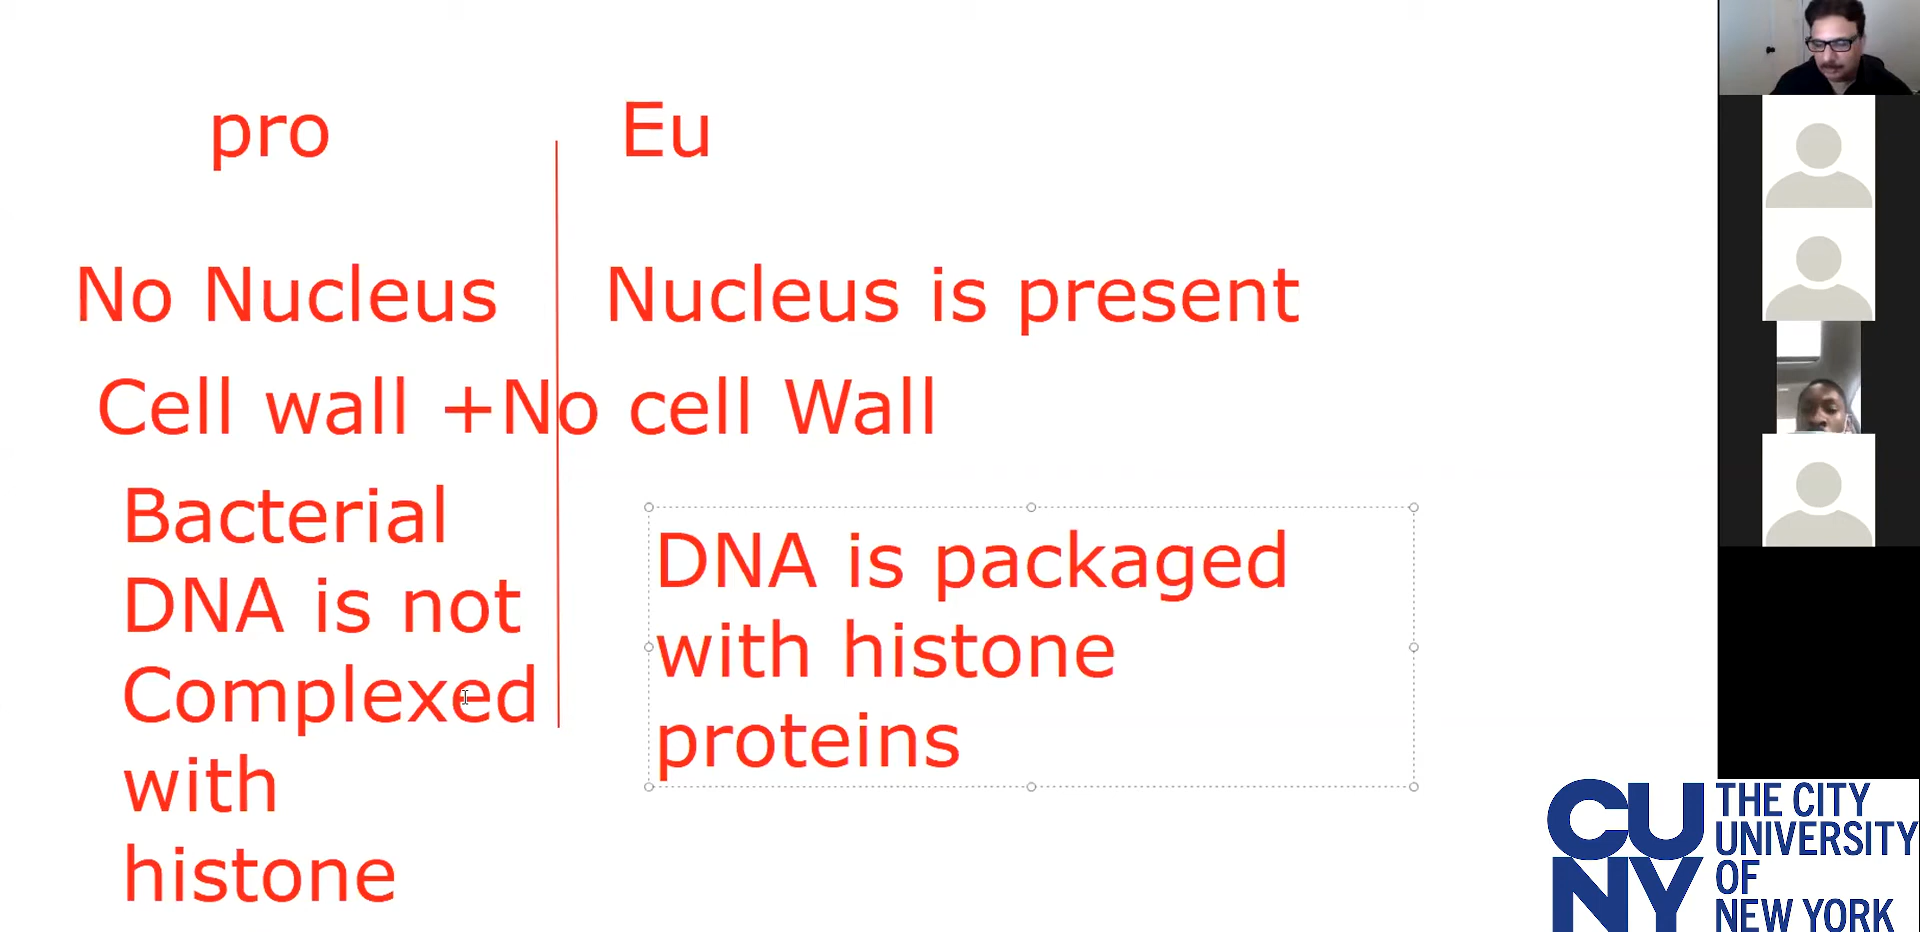 pro
Eu
No Nucleus
Nucleus is present
Cell wall +
No cell Wall
Bacterial
DNA is not
Complexed
with
histone
DNA is packaged
with histone
proteins
CU
NY
THE CITY
UNIVERSITY
OF
NEW YORK